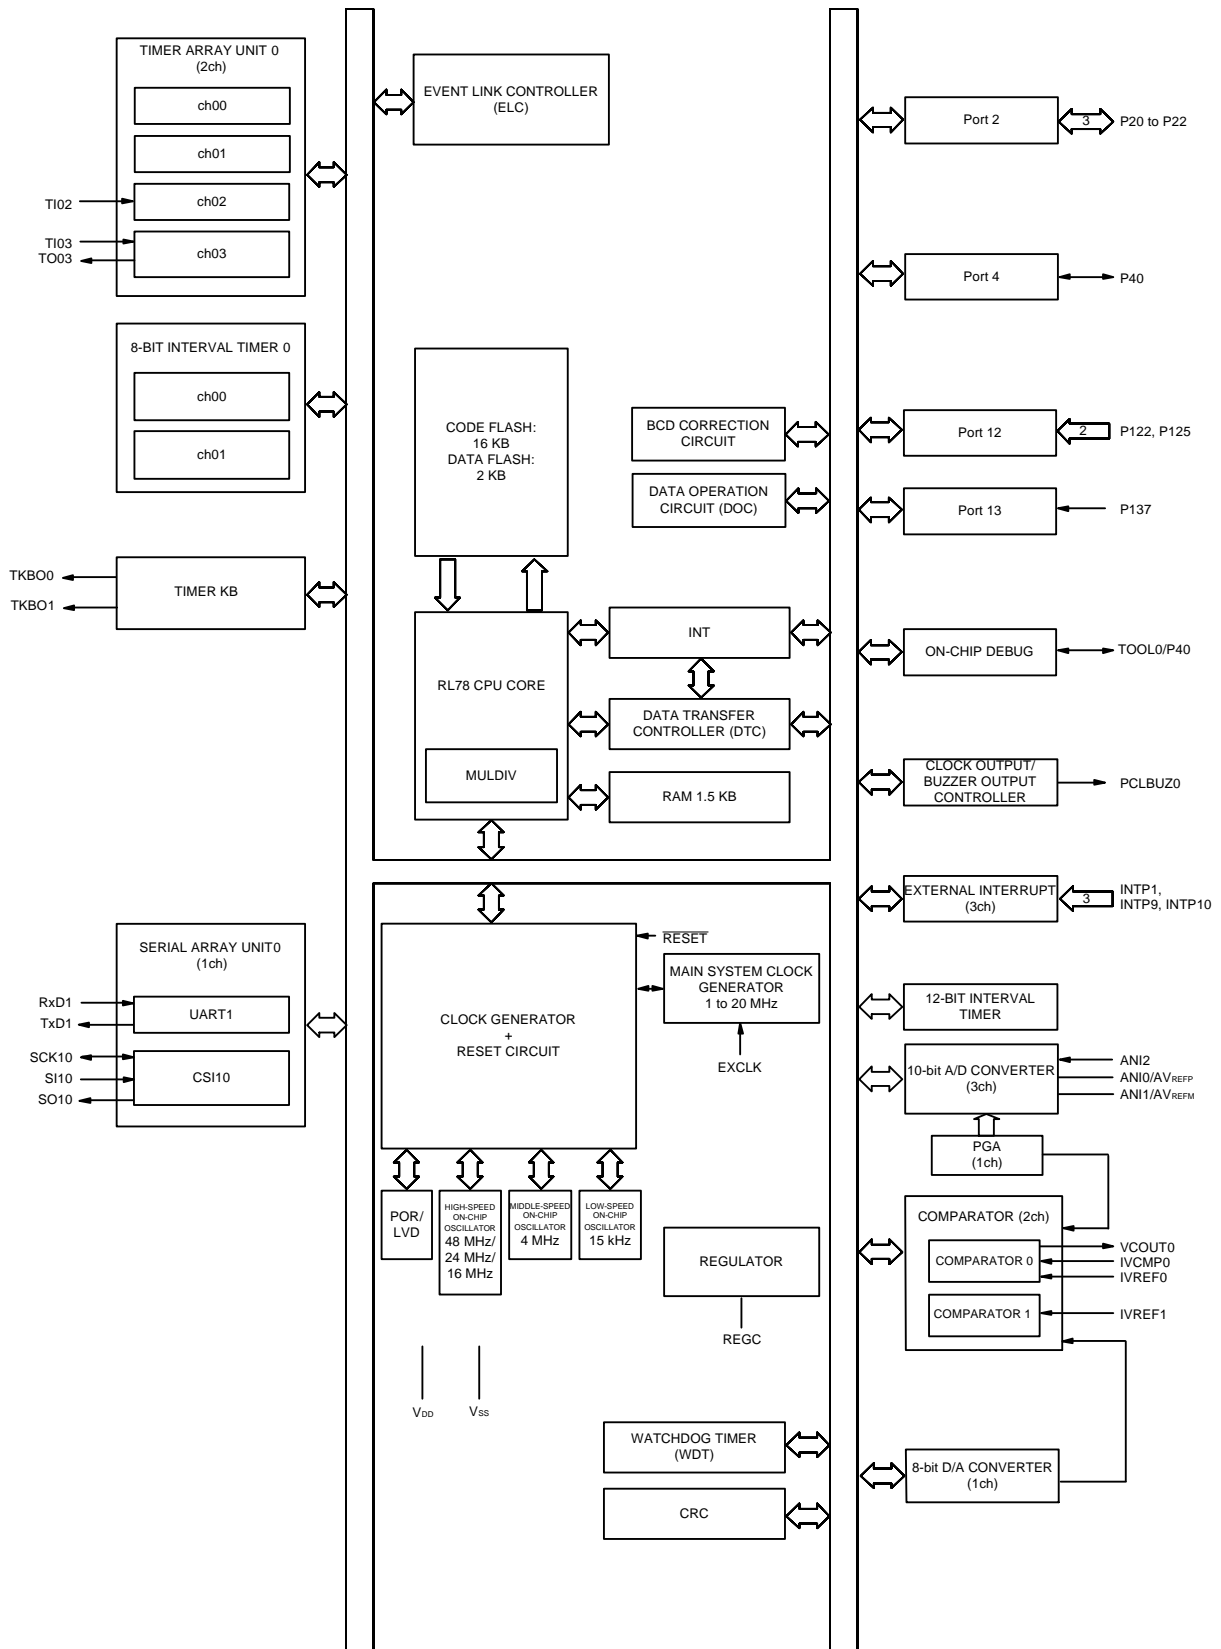 TIMER ARRAY UNIT 0
(2ch)
ch00
ch01
TI02
ch02
TI03
TO03
ch03
8-BIT INTERVAL TIMER 0
ch00
ch01
TKBO0
TKBO1
TIMER KB
SERIAL ARRAY UNIT0
(1ch)
RxD1
TxD1
UART1
SCK10
SI10
SO10
CSI10
EVENT LINK CONTROLLER
(ELC)
CODE FLASH:
16 KB
DATA FLASH:
2 KB
BCD CORRECTION
CIRCUIT
DATA OPERATION
CIRCUIT (DOC)
RL78 CPU CORE
MULDIV
INT
DATA TRANSFER
CONTROLLER (DTC)
RAM 1.5 KB
CLOCK GENERATOR
+
RESET CIRCUIT
RESET
MAIN SYSTEM CLOCK
GENERATOR
1 to 20 MHz
EXCLK
POR/
LVD
HIGH-SPEED
ON-CHIP
OSCILLATOR
48 MHz/
24 MHz/
16 MHz
MIDDLE-SPEED
ON-CHIP
OSCILLATOR
4 MHz
LOW-SPEED
ON-CHIP
OSCILLATOR
15 kHz
REGULATOR
REGC
VDD
VSS
WATCHDOG TIMER
(WDT)
CRC
Port 2
3
P20 to P22
Port 4
P40
Port 12
2
P122, P125
Port 13
P137
ON-CHIP DEBUG
TOOL0/P40
CLOCK OUTPUT/
BUZZER OUTPUT
CONTROLLER
PCLBUZ0
EXTERNAL INTERRUPT
(3ch)
3
INTP1,
INTP9, INTP10
12-BIT INTERVAL
TIMER
10-bit A/D CONVERTER
(3ch)
ANI2
ANI0/AVREFP
ANI1/AVREFM
PGA
(1ch)
COMPARATOR (2ch)
COMPARATOR 0
VCOUT0
IVCMP0
IVREF0
COMPARATOR 1
IVREF1
8-bit D/A CONVERTER
(1ch)